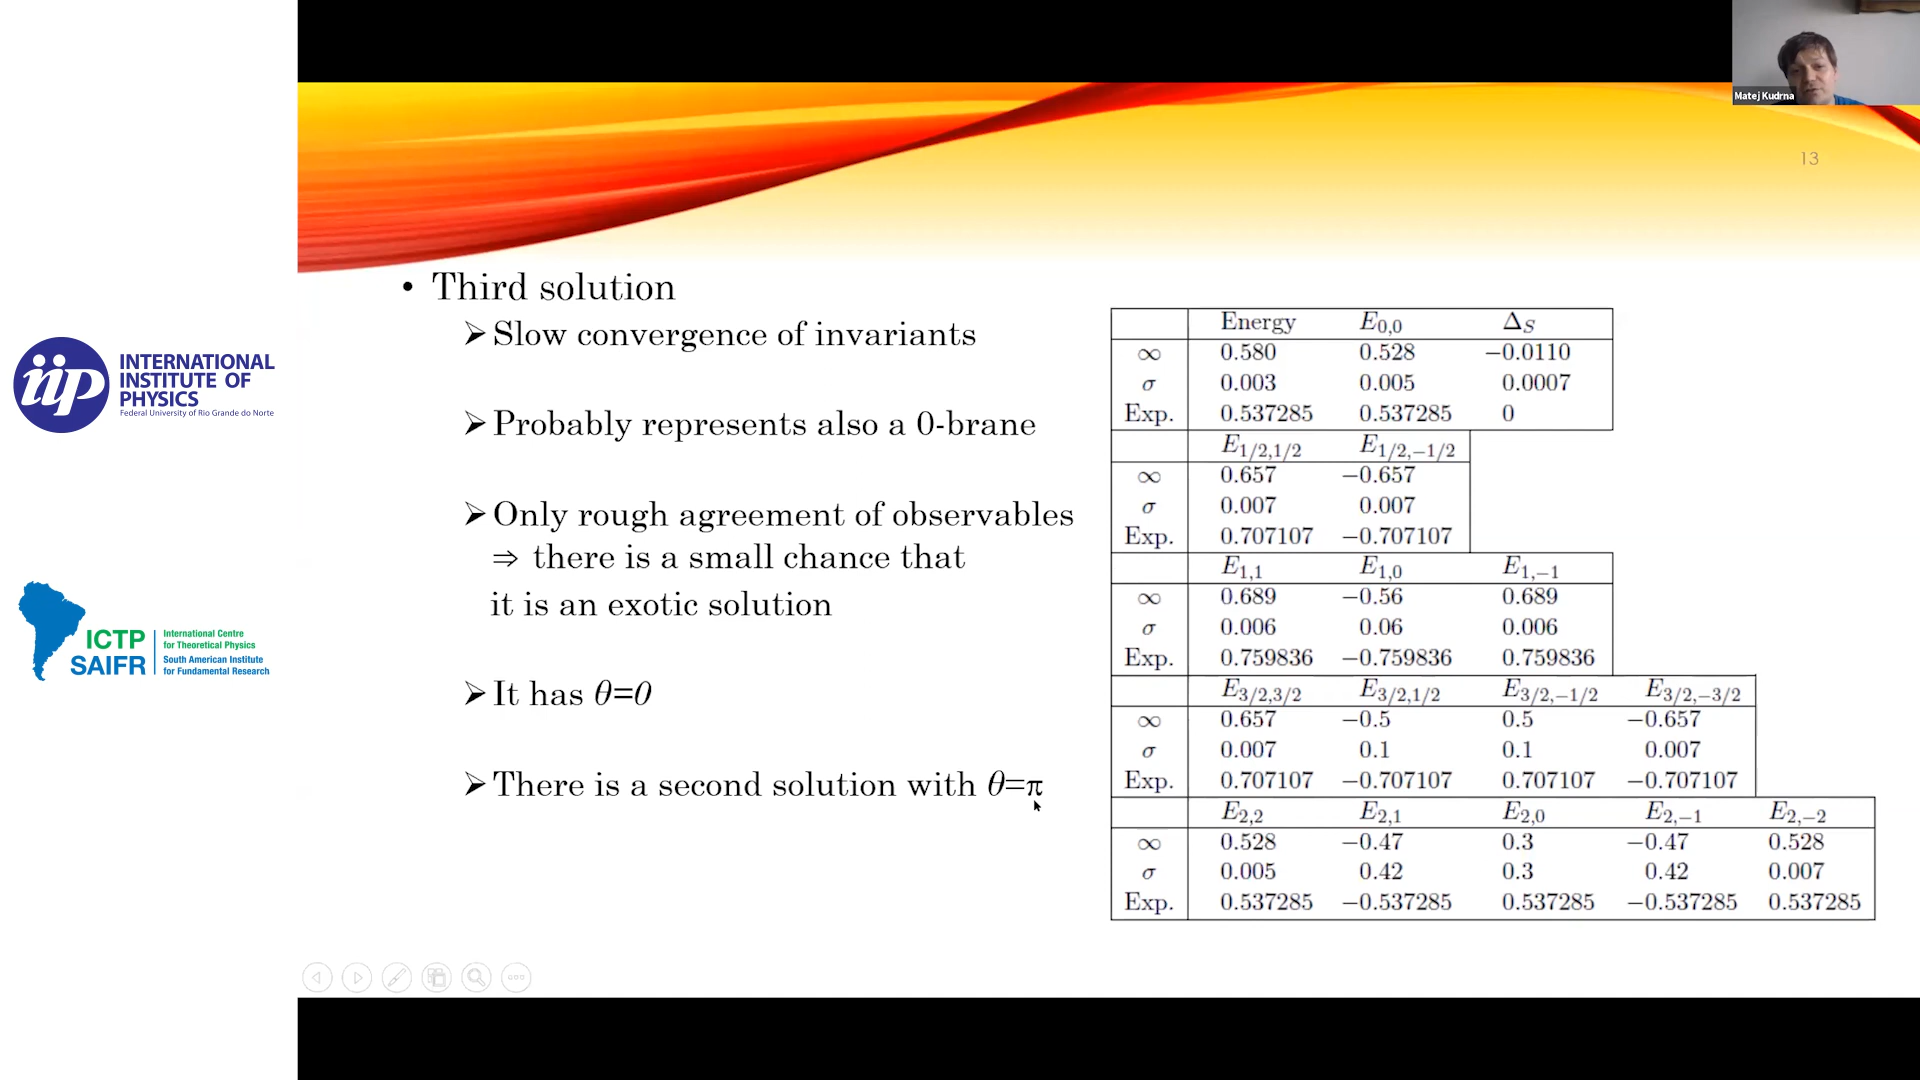 Matej Kudrna
13
iip
INTERNATIONAL
INSTITUTE OF
PHYSICS
Federal University of Rio Grande do Norte
ICTP
SAIFR
International Centre
for Theoretical Physics
South American Institute
for Fundamental Research
• Third solution
➢ Slow convergence of invariants
➢ Probably represents also a 0-brane
➢ Only rough agreement of observables
⇒ there is a small chance that
it is an exotic solution
➢ It has θ=0
➢ There is a second solution with θ=π
Energy E0,0 ΔS
∞ 0.580 0.528 −0.0110
σ 0.003 0.005 0.0007
Exp. 0.537285 0.537285 0
E1/2,1/2 E1/2,−1/2
∞ 0.657 −0.657
σ 0.007 0.007
Exp. 0.707107 −0.707107
E1,1 E1,0 E1,−1
∞ 0.689 −0.56 0.689
σ 0.006 0.06 0.006
Exp. 0.759836 −0.759836 0.759836
E3/2,3/2 E3/2,1/2 E3/2,−1/2 E3/2,−3/2
∞ 0.657 −0.5 0.5 −0.657
σ 0.007 0.1 0.1 0.007
Exp. 0.707107 −0.707107 0.707107 −0.707107
E2,2 E2,1 E2,0 E2,−1 E2,−2
∞ 0.528 −0.47 0.3 −0.47 0.528
σ 0.005 0.42 0.3 0.42 0.007
Exp. 0.537285 −0.537285 0.537285 −0.537285 0.537285